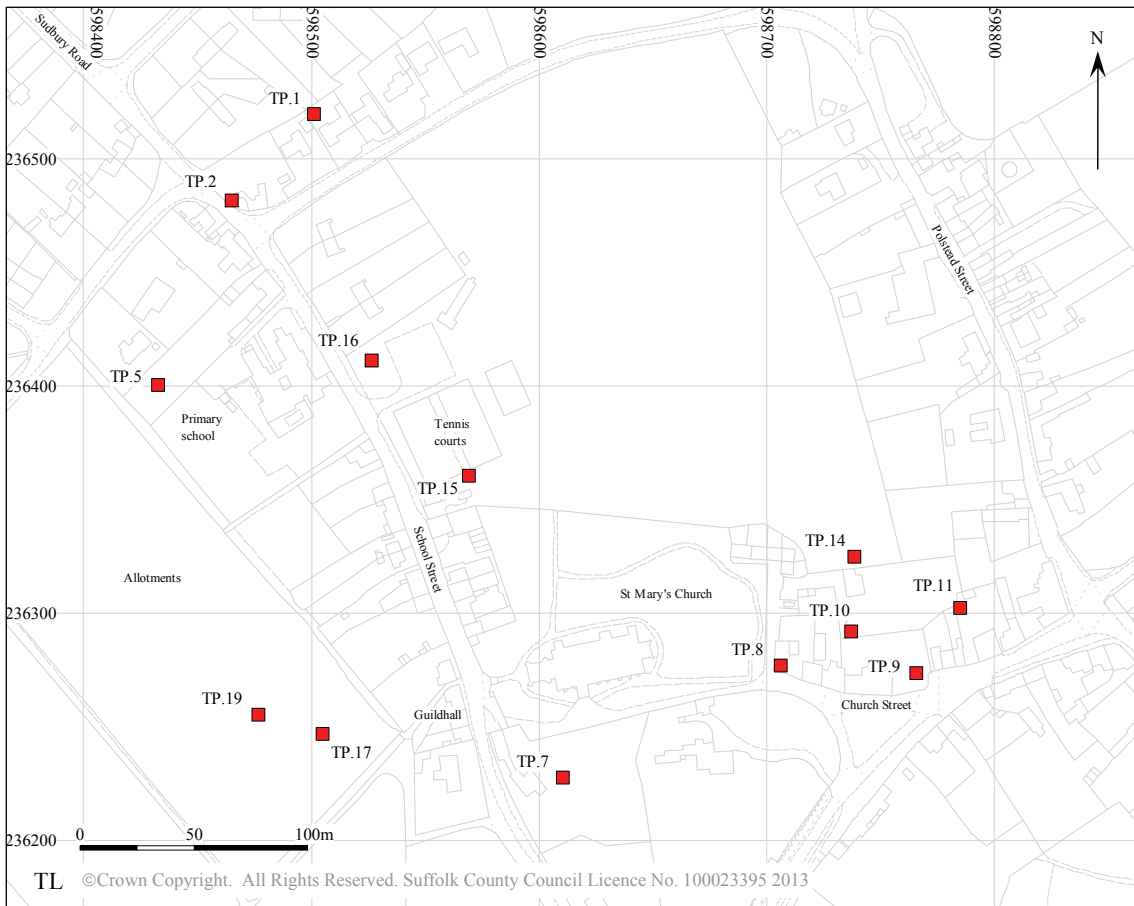 598400
598500
598600
598700
598800
Sudbury Road
N
TP.1
236500
TP.2
Polstead Street
TP.16
TP.5
236400
Primary
school
Tennis
courts
TP.15
School Street
TP.14
Allotments
St Mary's Church
TP.11
236300
TP.10
TP.8
TP.9
TP.19
Guildhall
Church Street
TP.17
TP.7
236200
0 50 100m
TL ©Crown Copyright. All Rights Reserved. Suffolk County Council Licence No. 100023395 2013